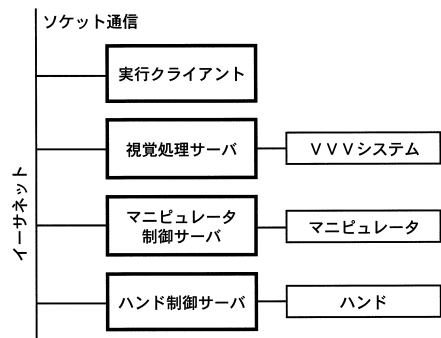 ソケット通信
実行クライアント
視覚処理サーバ
ＶＶＶシステム
マニピュレータ
制御サーバ
マニピュレータ
ハンド制御サーバ
ハンド
イーサネット